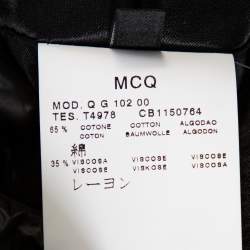 MCQ
MOD. Q G 102 00
TES. T4978 CB1150764
65 % COTONE COTTON ALGODAO
COTON BAUMWOLLE ALGODON
綿
35 % VISCOSA VISCOSE VISCOSE
VISCOSE VISKOSE VISCOSA
レーヨン